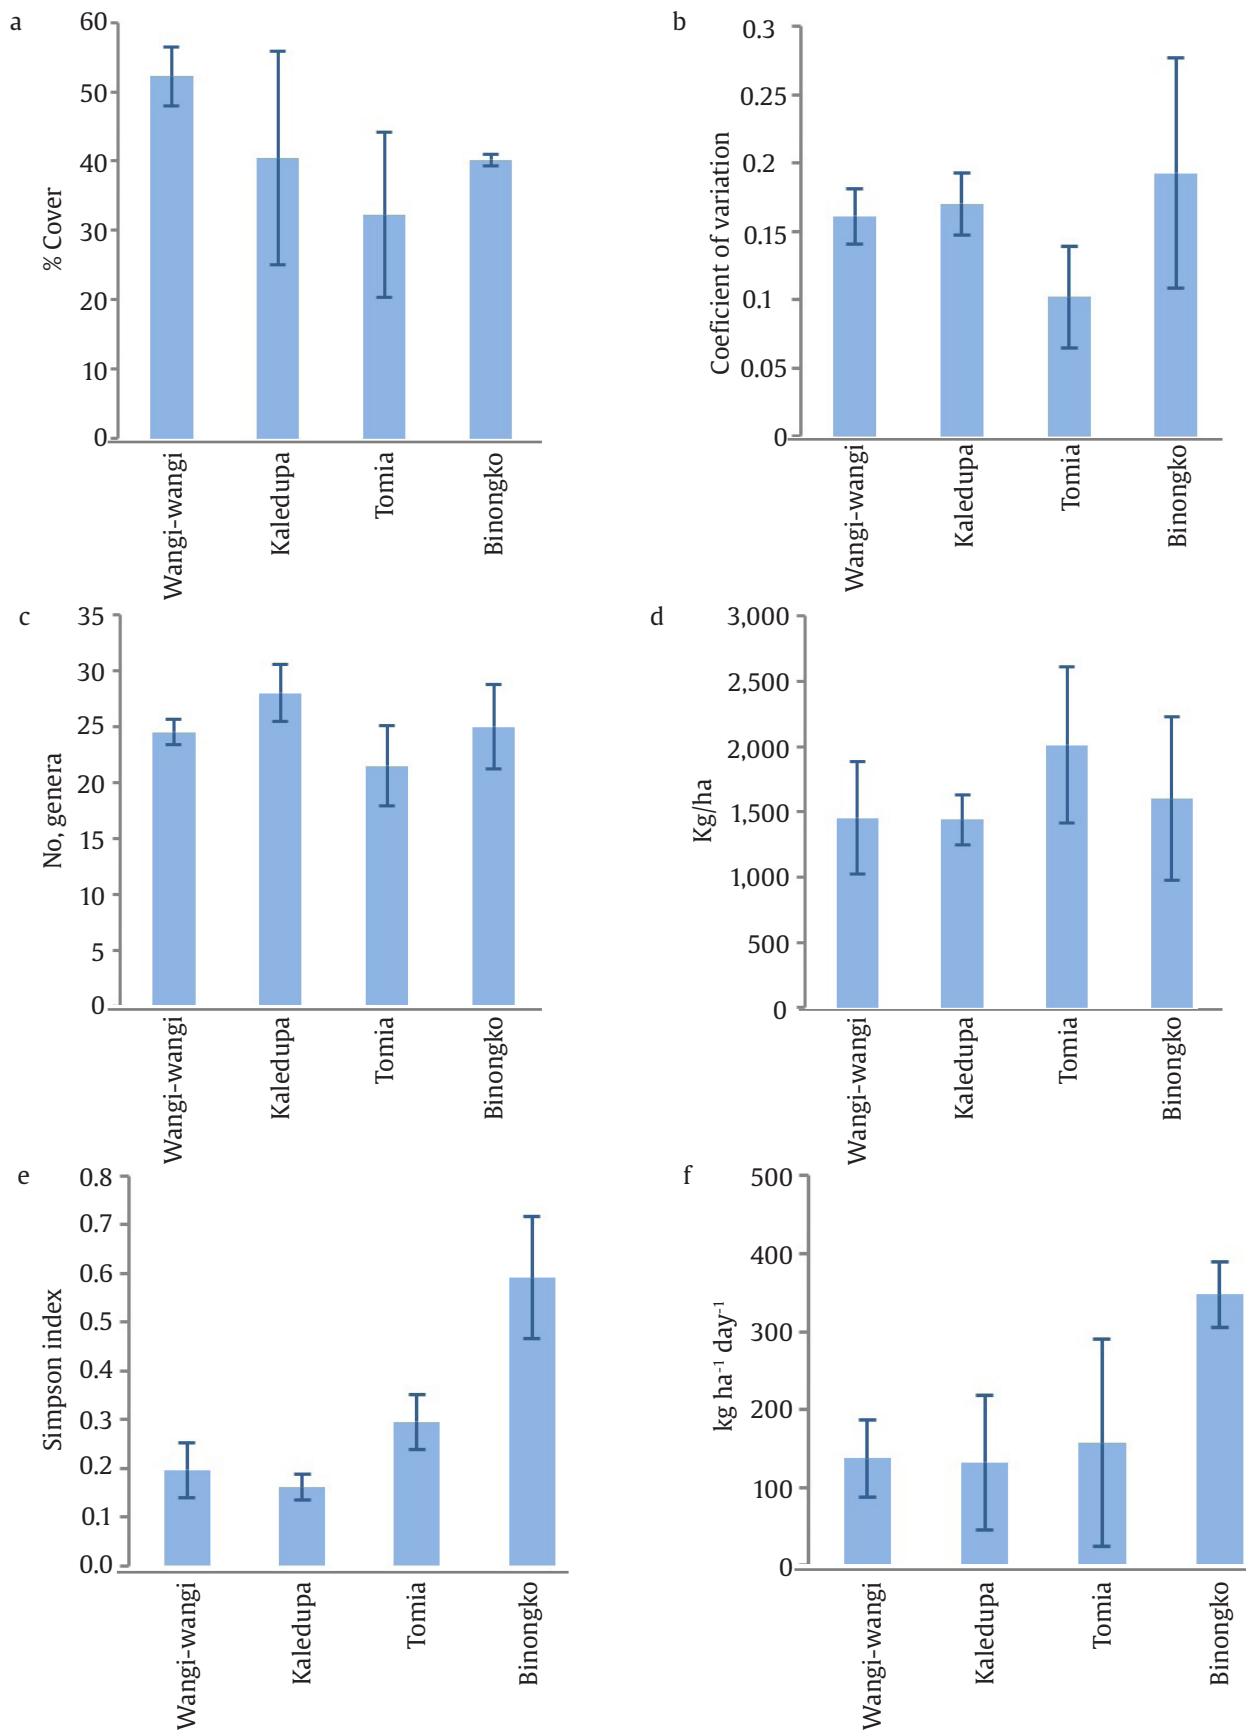 a
60
50
40
30
20
10
0
% Cover
Wangi-wangi
Kaledupa
Tomia
Binongko
b
0.3
0.25
0.2
0.15
0.1
0.05
0
Coeficient of variation
Wangi-wangi
Kaledupa
Tomia
Binongko
c
35
30
25
20
15
10
5
0
No, genera
Wangi-wangi
Kaledupa
Tomia
Binongko
d
3,000
2,500
2,000
1,500
1,000
500
0
Kg/ha
Wangi-wangi
Kaledupa
Tomia
Binongko
e
0.8
0.7
0.6
0.5
0.4
0.3
0.2
0.1
0.0
Simpson index
Wangi-wangi
Kaledupa
Tomia
Binongko
f
500
400
300
200
100
0
kg ha⁻¹ day⁻¹
Wangi-wangi
Kaledupa
Tomia
Binongko